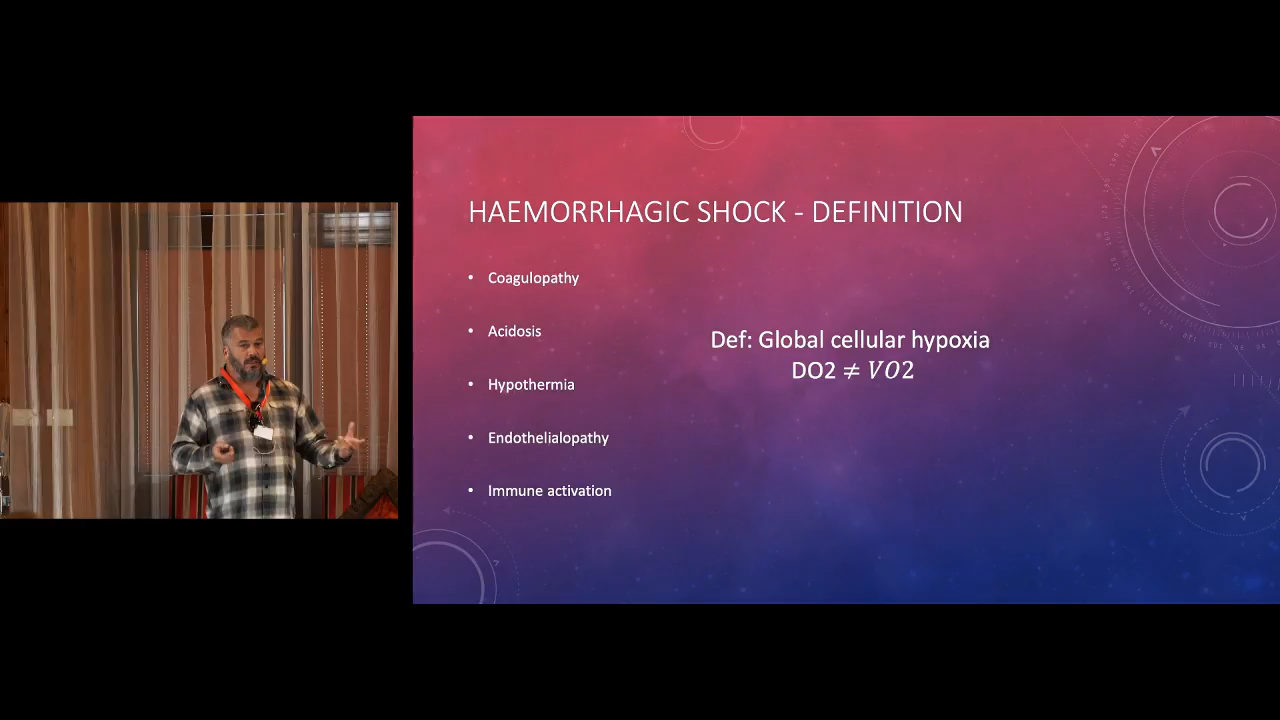 HAEMORRHAGIC SHOCK - DEFINITION
• Coagulopathy
• Acidosis
• Hypothermia
• Endothelialopathy
• Immune activation
Def: Global cellular hypoxia
DO2 ≠ VO2